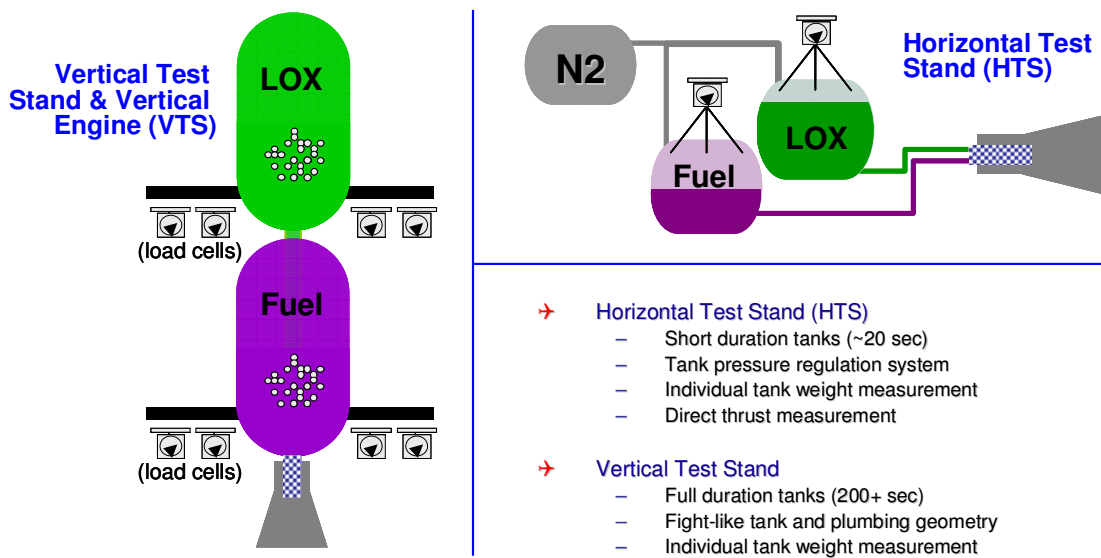 Vertical Test
Stand & Vertical
Engine (VTS)
LOX
(load cells)
Fuel
(load cells)
N2
Fuel
LOX
Horizontal Test
Stand (HTS)
Horizontal Test Stand (HTS)
– Short duration tanks (~20 sec)
– Tank pressure regulation system
– Individual tank weight measurement
– Direct thrust measurement
Vertical Test Stand
– Full duration tanks (200+ sec)
– Fight-like tank and plumbing geometry
– Individual tank weight measurement